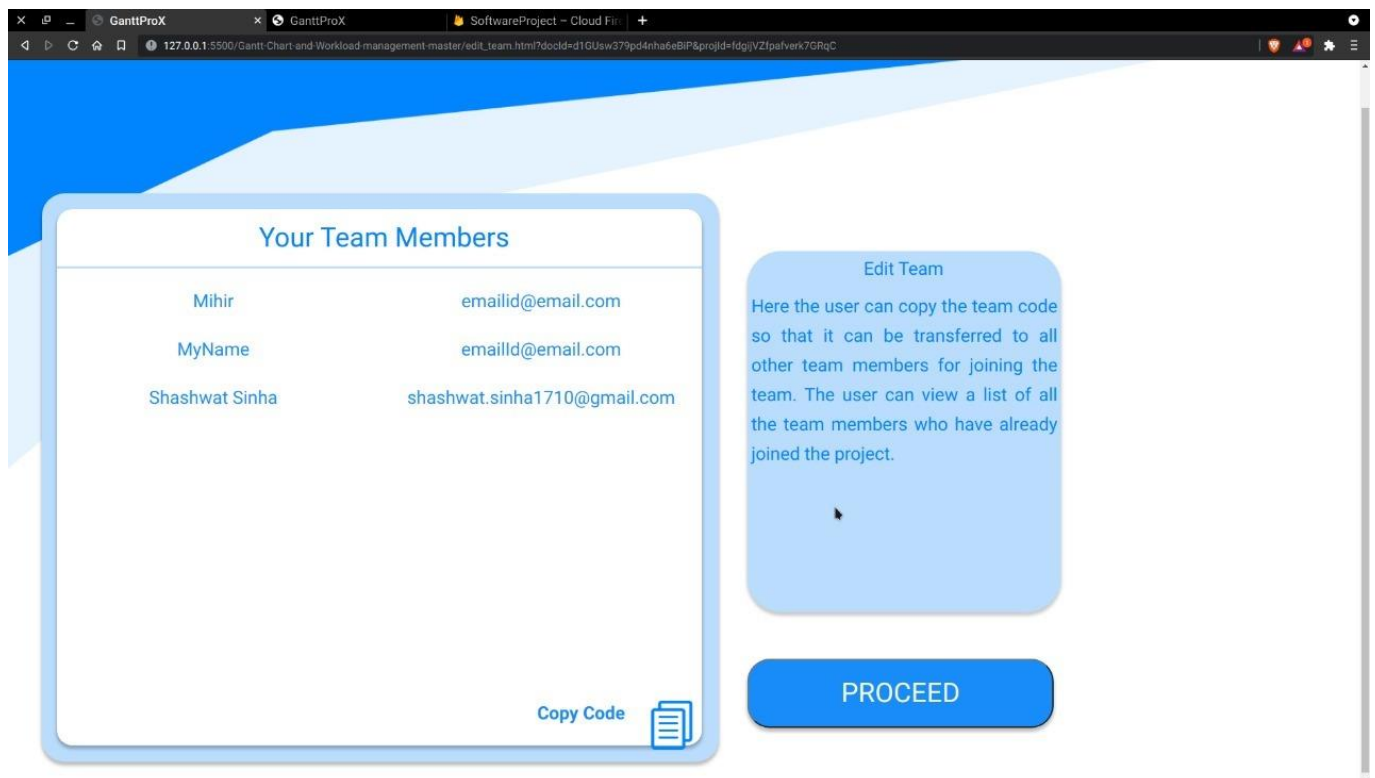 GanttProX
GanttProX
SoftwareProject – Cloud Fir
127.0.0.1:5500/Gantt-Chart-and-Workload-management-master/edit_team.html?docId=d1GUsw379pd4nha6eBiP&projId=fdgijVZfpafverk7GRqC
Your Team Members
Mihir emailid@email.com
MyName emailId@email.com
Shashwat Sinha shashwat.sinha1710@gmail.com
Copy Code
Edit Team
Here the user can copy the team code
so that it can be transferred to all
other team members for joining the
team. The user can view a list of all
the team members who have already
joined the project.
PROCEED